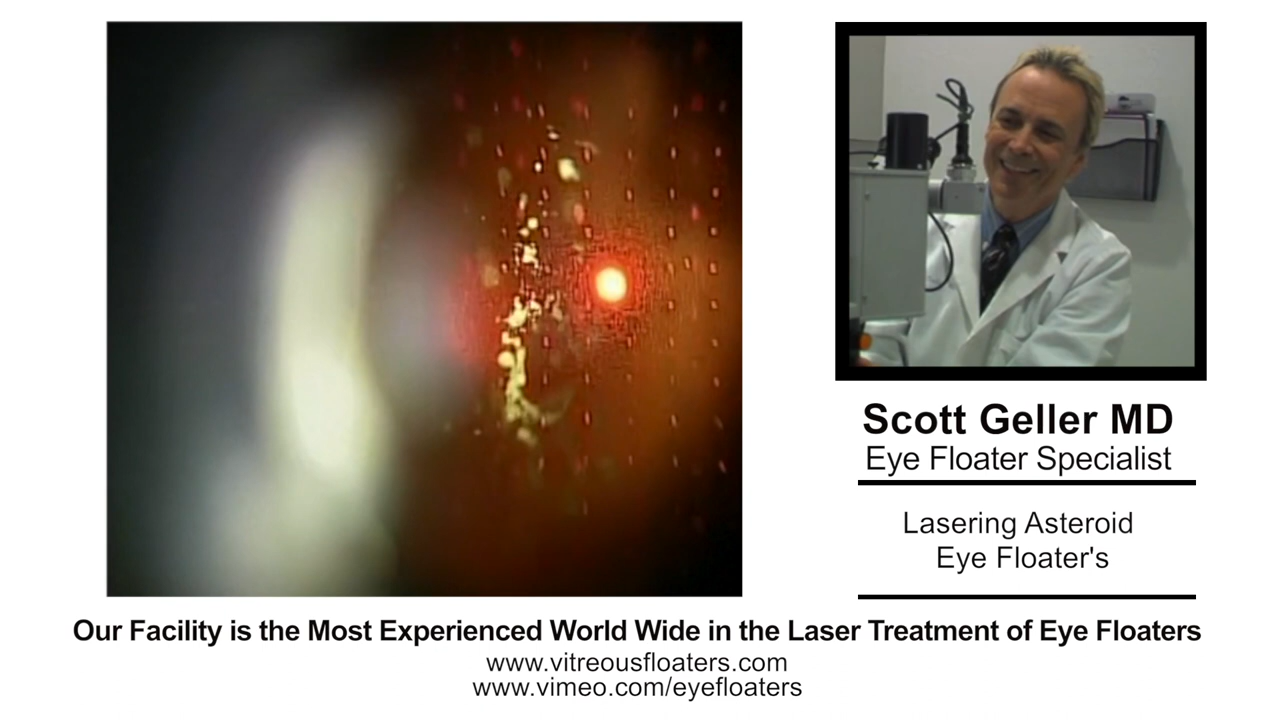 Scott Geller MD
Eye Floater Specialist
Lasering Asteroid
Eye Floater's
Our Facility is the Most Experienced World Wide in the Laser Treatment of Eye Floaters
www.vitreousfloaters.com
www.vimeo.com/eyefloaters